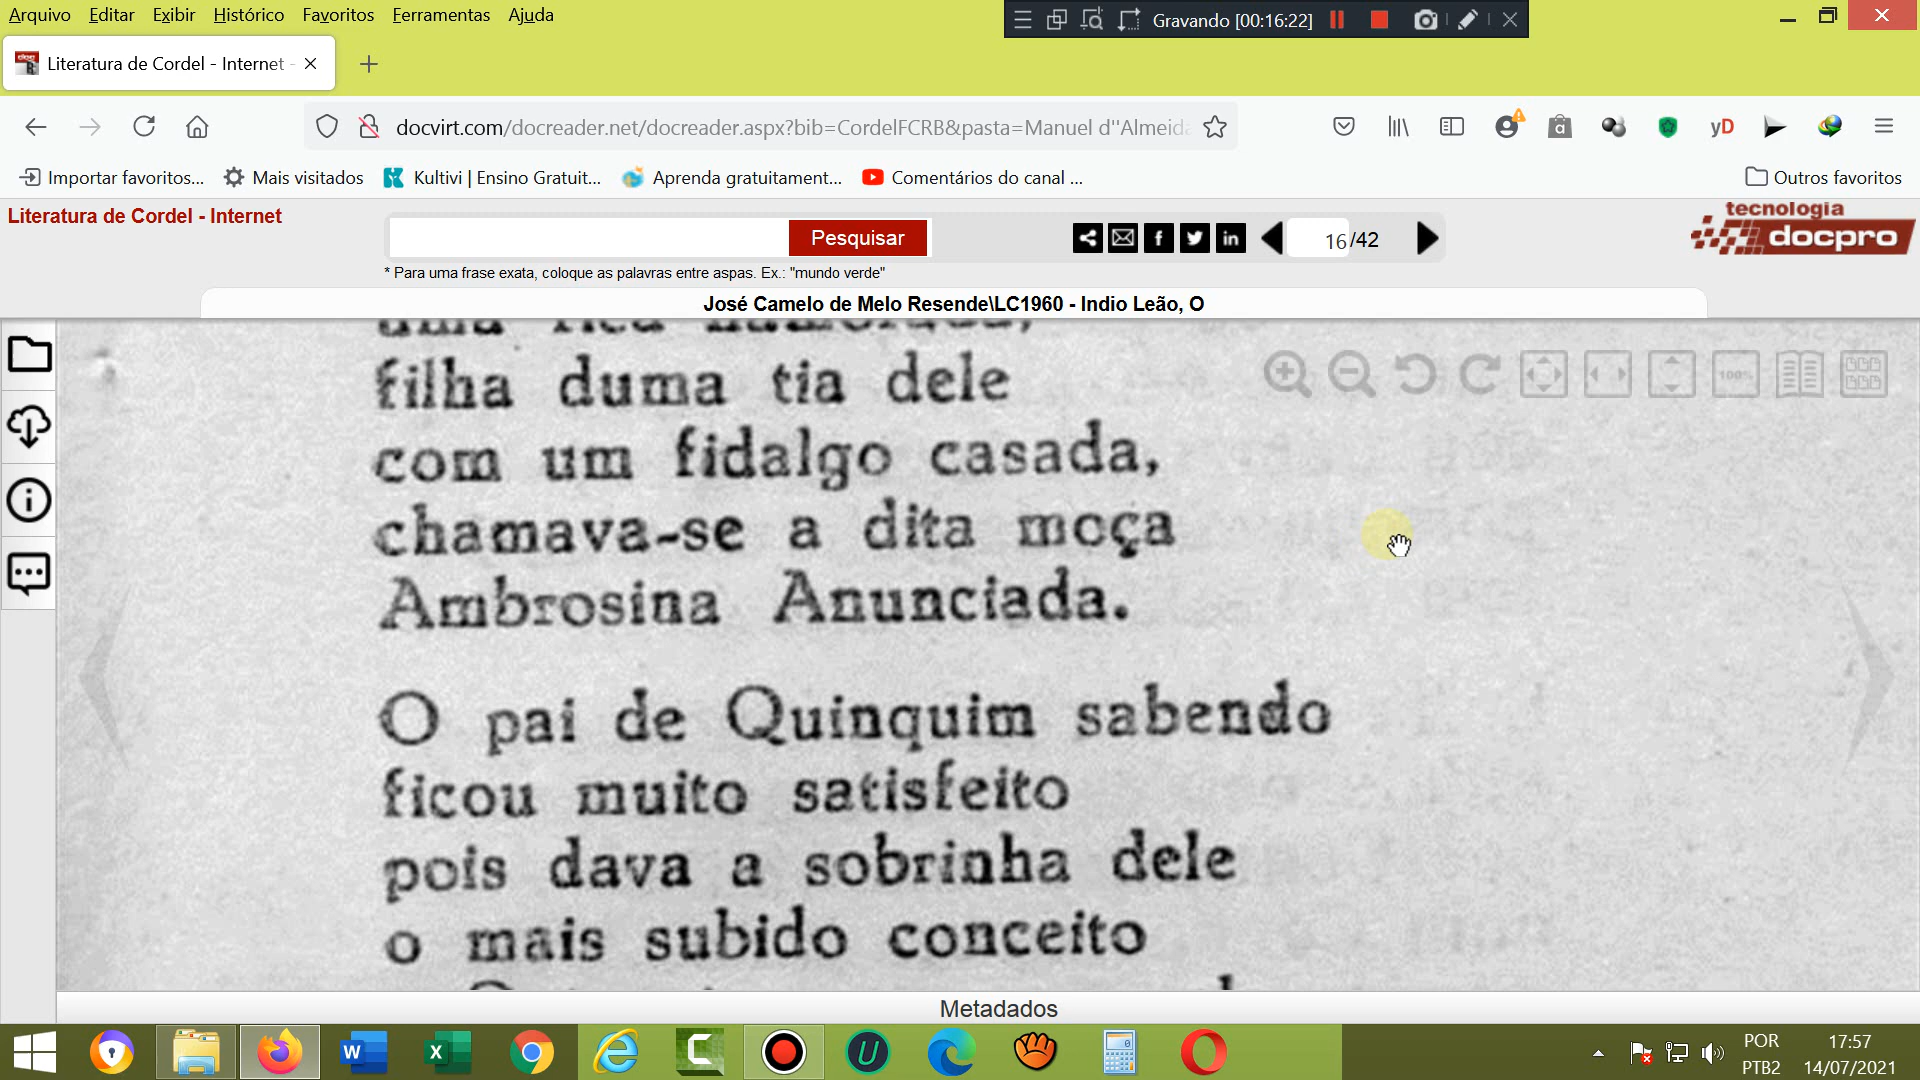 Arquivo Editar Exibir Histórico Favoritos Ferramentas Ajuda
Gravando [00:16:22]
Literatura de Cordel - Internet -
docvirt.com/docreader.net/docreader.aspx?bib=CordelFCRB&pasta=Manuel d''Almeida
Importar favoritos... Mais visitados Kultivi | Ensino Gratuit... Aprenda gratuitament... Comentários do canal ... Outros favoritos
Literatura de Cordel - Internet
Pesquisar
16 /42
tecnologia
docpro
* Para uma frase exata, coloque as palavras entre aspas. Ex.: "mundo verde"
José Camelo de Melo Resende\LC1960 - Indio Leão, O
100%
filha duma tia dele
com um fidalgo casada,
chamava-se a dita moça
Ambrosina Anunciada.
O pai de Quinquim sabendo
ficou muito satisfeito
pois dava a sobrinha dele
o mais subido conceito
Metadados
POR
PTB2
17:57
14/07/2021